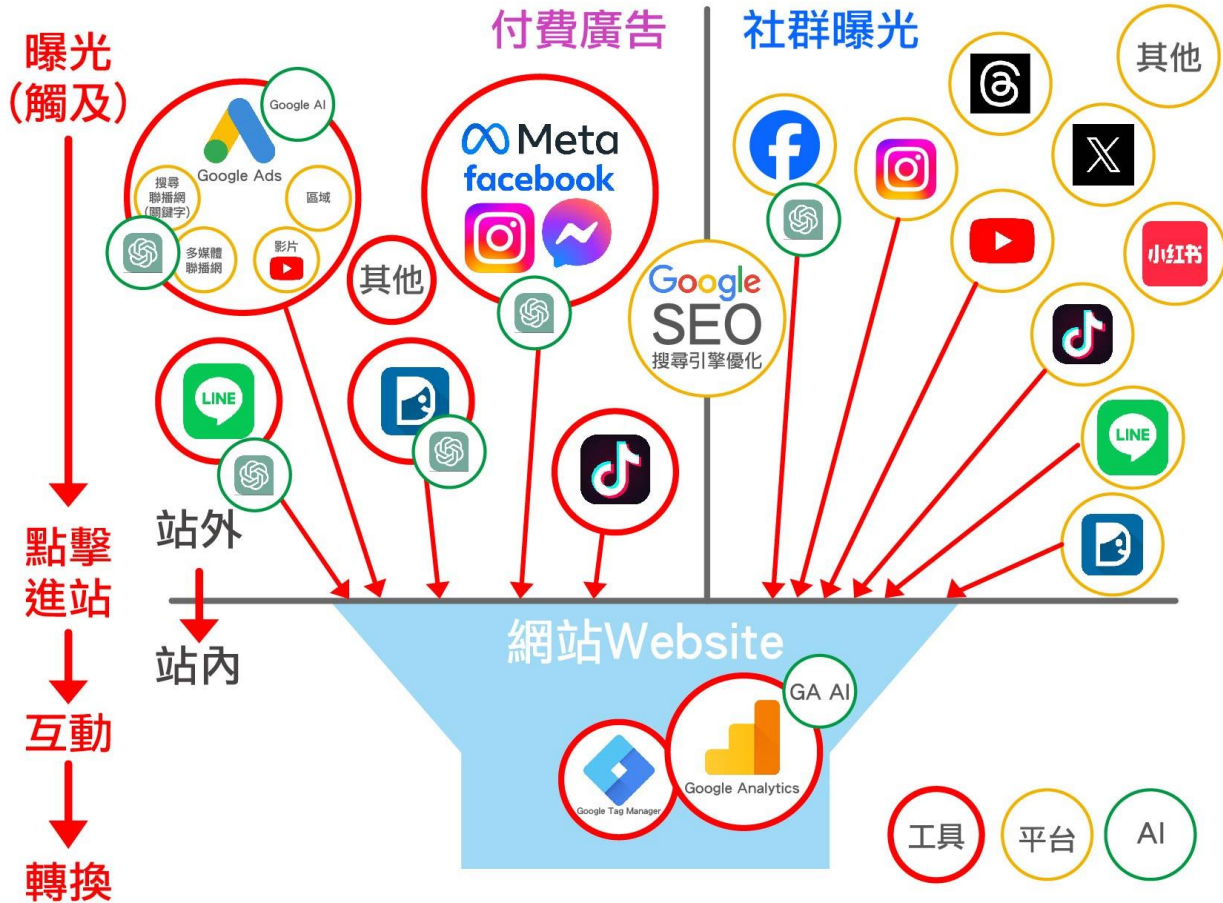 付費廣告
社群曝光
曝光
(觸及)
點擊
進站
互動
轉換
Google AI
Google Ads
搜尋
聯播網
(關鍵字)
區域
多媒體
聯播網
影片
Meta
facebook
其他
LINE
Google
SEO
搜尋引擎優化
其他
小红书
LINE
站外
站內
網站Website
GA AI
Google Analytics
Google Tag Manager
工具
平台
AI